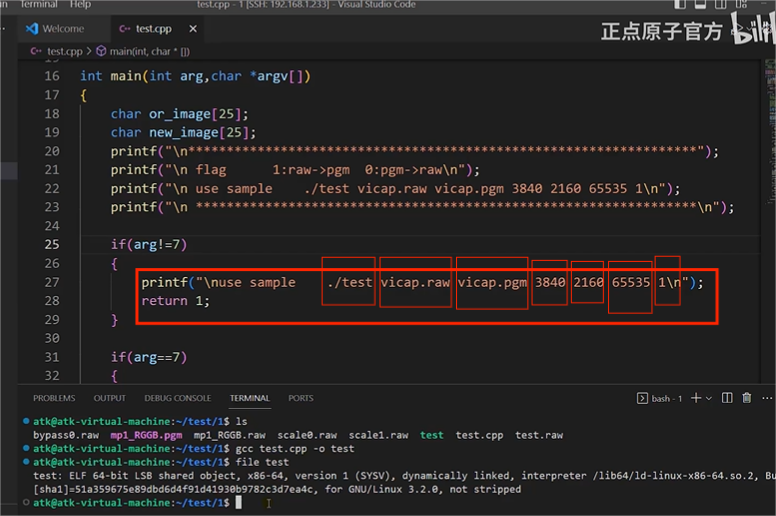 Terminal Help
test.cpp - 1 [SSH: 192.168.1.233] - Visual Studio Code
正点原子官方
Welcome
test.cpp
test.cpp > main(int, char * [])
16 int main(int arg,char *argv[])
17 {
18 char or_image[25];
19 char new_image[25];
20 printf("\n******************************************************************");
21 printf("\n flag 1:raw->pgm 0:pgm->raw\n");
22 printf("\n use sample ./test vicap.raw vicap.pgm 3840 2160 65535 1\n");
23 printf("\n ******************************************************************\n");
24
25 if(arg!=7)
26 {
27 printf("\nuse sample ./test vicap.raw vicap.pgm 3840 2160 65535 1\n");
28 return 1;
29 }
30
31 if(arg==7)
32 {
PROBLEMS OUTPUT DEBUG CONSOLE TERMINAL PORTS
bash - 1
atk@atk-virtual-machine:~/test/1$ ls
bypass0.raw mp1_RGGB.pgm mp1_RGGB.raw scale0.raw scale1.raw test test.cpp test.raw
atk@atk-virtual-machine:~/test/1$ gcc test.cpp -o test
atk@atk-virtual-machine:~/test/1$ file test
test: ELF 64-bit LSB shared object, x86-64, version 1 (SYSV), dynamically linked, interpreter /lib64/ld-linux-x86-64.so.2, Bu
[sha1]=51a359675e89dbd6d4f91d41930b9782c3d7ea4c, for GNU/Linux 3.2.0, not stripped
atk@atk-virtual-machine:~/test/1$